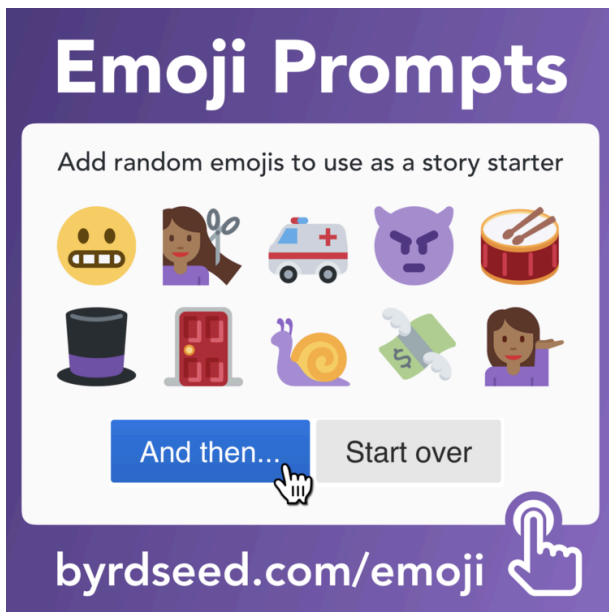 Emoji Prompts
Add random emojis to use as a story starter
$
And then...
Start over
byrdseed.com/emoji